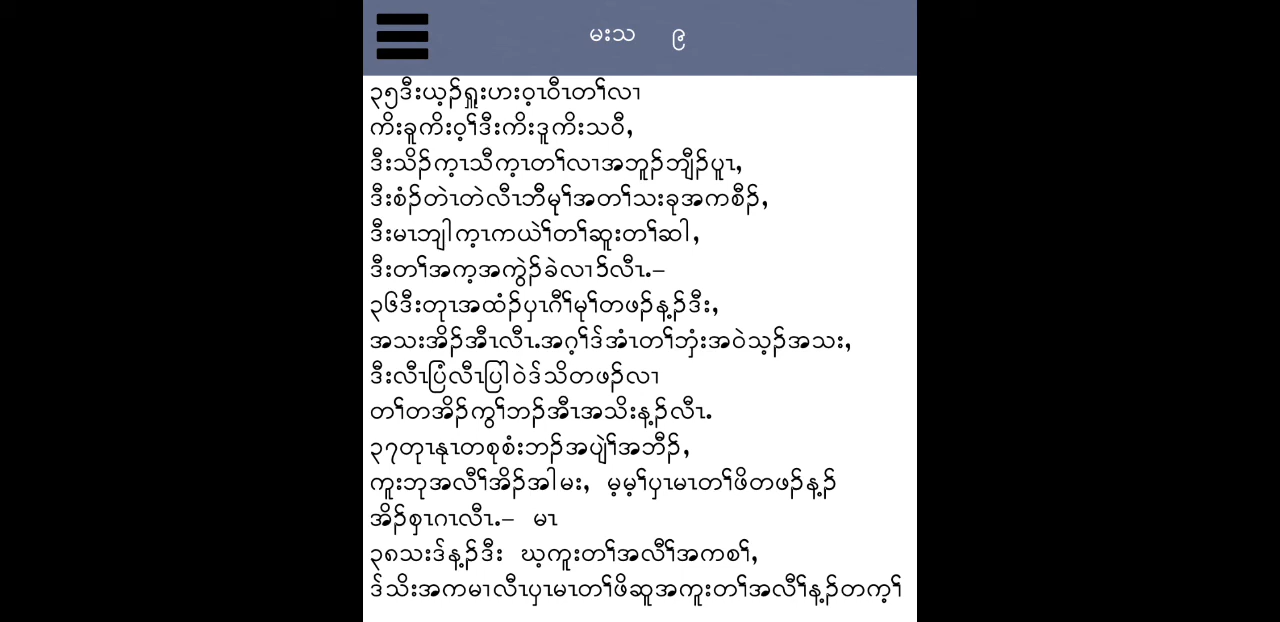 မးသ ၉
၃၅ဒီးယ့ၣ်ရှူးဟးဝ့ၤဝီၤတၢ်လၢ
ကိးခူကိးဝ့ၢ်ဒီးကိးဒူကိးသဝီ,
ဒီးသိၣ်က့ၤသီက့ၤတၢ်လၢအဘူၣ်ဘျီၣ်ပူၤ,
ဒီးစံၣ်တဲၤတဲလီၤဘီမုၢ်အတၢ်သးခုအကစီၣ်,
ဒီးမၤဘျါက့ၤကယဲၢ်တၢ်ဆူးတၢ်ဆါ,
ဒီးတၢ်အက့အကွဲၣ်ခဲလၢာ်လီၤ.–
၃၆ဒီးတုၤအထံၣ်ပှၤဂီၢ်မုၢ်တဖၣ်န့ၣ်ဒီး,
အသးအိၣ်အီၤလီၤ.အဂ့ၢ်ဒ်အံၤတၢ်ဘှံးအဝဲသ့ၣ်အသး,
ဒီးလီၤပြံလီၤပြါဝဲဒ်သိတဖၣ်လၢ
တၢ်တအိၣ်ကွၢ်ဘၣ်အီၤအသိးန့ၣ်လီၤ.
၃၇တုၤနုၤတစုစံးဘၣ်အပျဲၢ်အဘီၣ်,
ကူးဘုအလီၢ်အိၣ်အါမး, မ့မ့ၢ်ပှၤမၤတၢ်ဖိတဖၣ်န့ၣ်
အိၣ်စှၤဂၤလီၤ.– မၤ
၃၈သးဒ်န့ၣ်ဒီး ဃ့ကူးတၢ်အလီၢ်အကစၢ်,
ဒ်သိးအကမၢလီၤပှၤမၤတၢ်ဖိဆူအကူးတၢ်အလီၢ်န့ၣ်တက့ၢ်